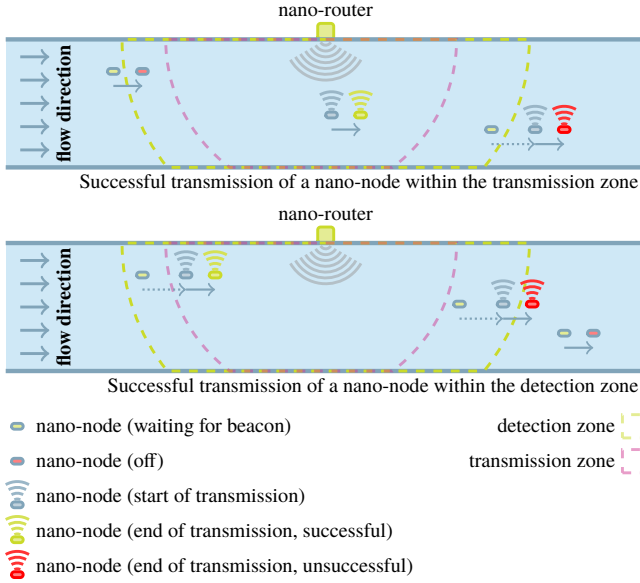 nano-router
flow direction
Successful transmission of a nano-node within the transmission zone
nano-router
flow direction
Successful transmission of a nano-node within the detection zone
nano-node (waiting for beacon)
detection zone
nano-node (off)
transmission zone
nano-node (start of transmission)
nano-node (end of transmission, successful)
nano-node (end of transmission, unsuccessful)